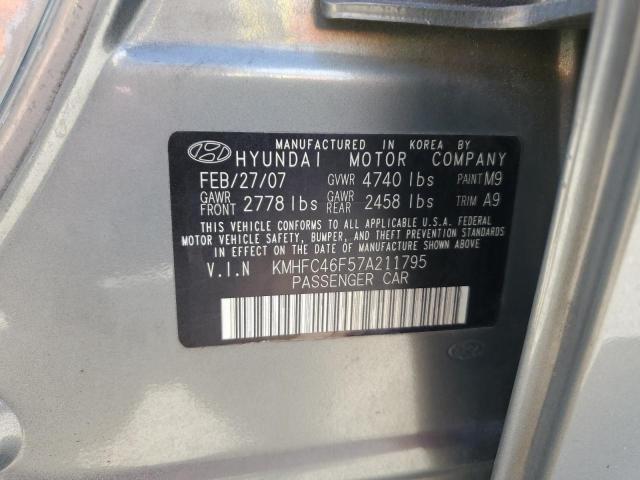 MANUFACTURED IN KOREA BY
HYUNDAI MOTOR COMPANY
FEB/27/07 GVWR 4740 lbs PAINT M9
GAWR FRONT 2778 lbs GAWR REAR 2458 lbs TRIM A9
THIS VEHICLE CONFORMS TO ALL APPLICABLE U.S.A. FEDERAL
MOTOR VEHICLE SAFETY, BUMPER, AND THEFT PREVENTION STANDARDS
IN EFFECT ON THE DATE OF MANUFACTURE SHOWN ABOVE.
V.I.N KMHFC46F57A211795
PASSENGER CAR